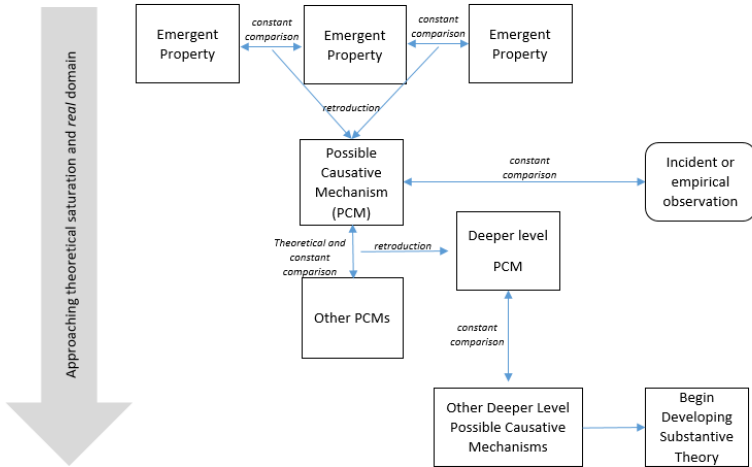 Emergent
Property
constant
comparison
Emergent
Property
constant
comparison
Emergent
Property
retroduction
Possible
Causative
Mechanism
(PCM)
constant
comparison
Incident or
empirical
observation
Theoretical and
constant
comparison
retroduction
Deeper level
PCM
Other PCMs
constant
comparison
Other Deeper Level
Possible Causative
Mechanisms
Begin
Developing
Substantive
Theory
Approaching theoretical saturation and real domain